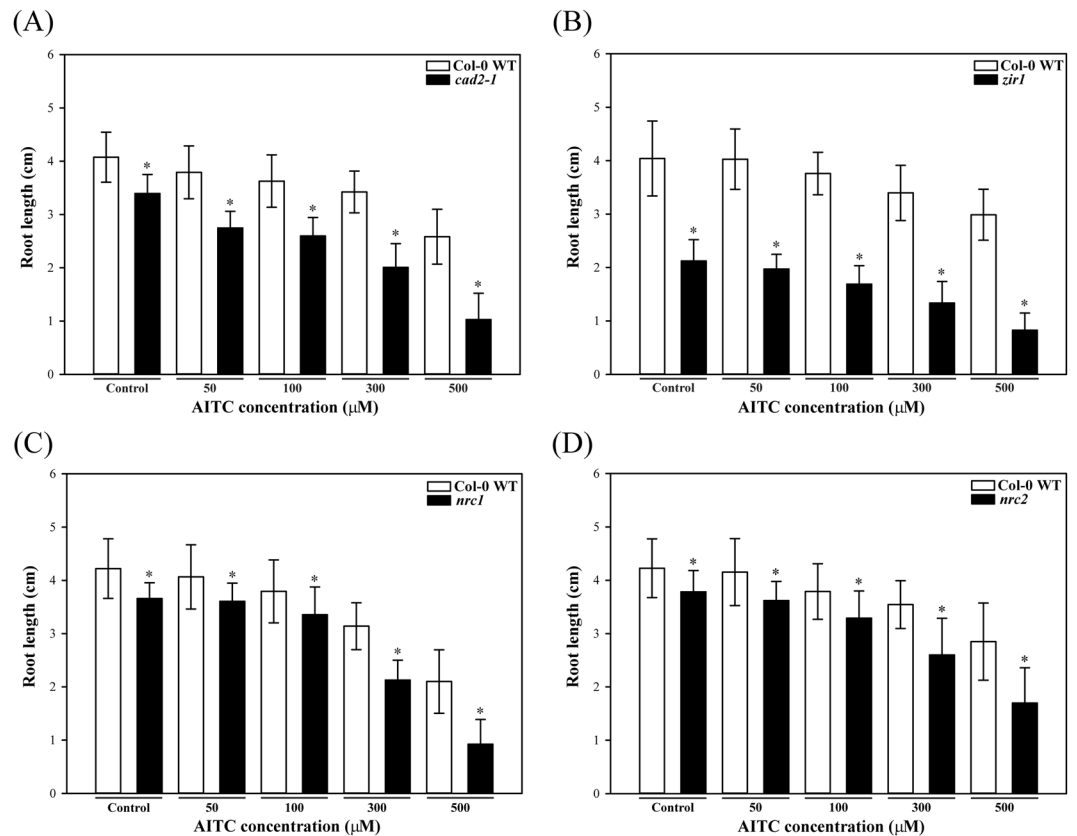 (A)
Col-0 WT
cad2-1
6
5
4
3
2
1
0
Root length (cm)
*
*
*
*
*
Control
50
100
300
500
AITC concentration (µM)
(B)
Col-0 WT
zir1
6
5
4
3
2
1
0
Root length (cm)
*
*
*
*
*
Control
50
100
300
500
AITC concentration (µM)
(C)
Col-0 WT
nrc1
6
5
4
3
2
1
0
Root length (cm)
*
*
*
*
*
Control
50
100
300
500
AITC concentration (µM)
(D)
Col-0 WT
nrc2
6
5
4
3
2
1
0
Root length (cm)
*
*
*
*
*
Control
50
100
300
500
AITC concentration (µM)